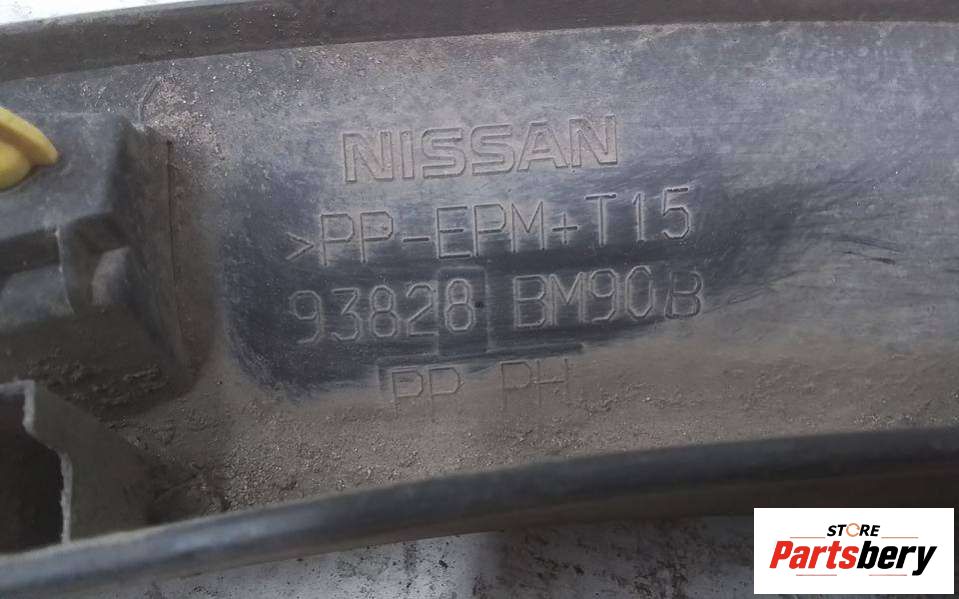 NISSAN
>PP-EPM+T15
93828 BM90B
PP PH
STORE
Partsbery